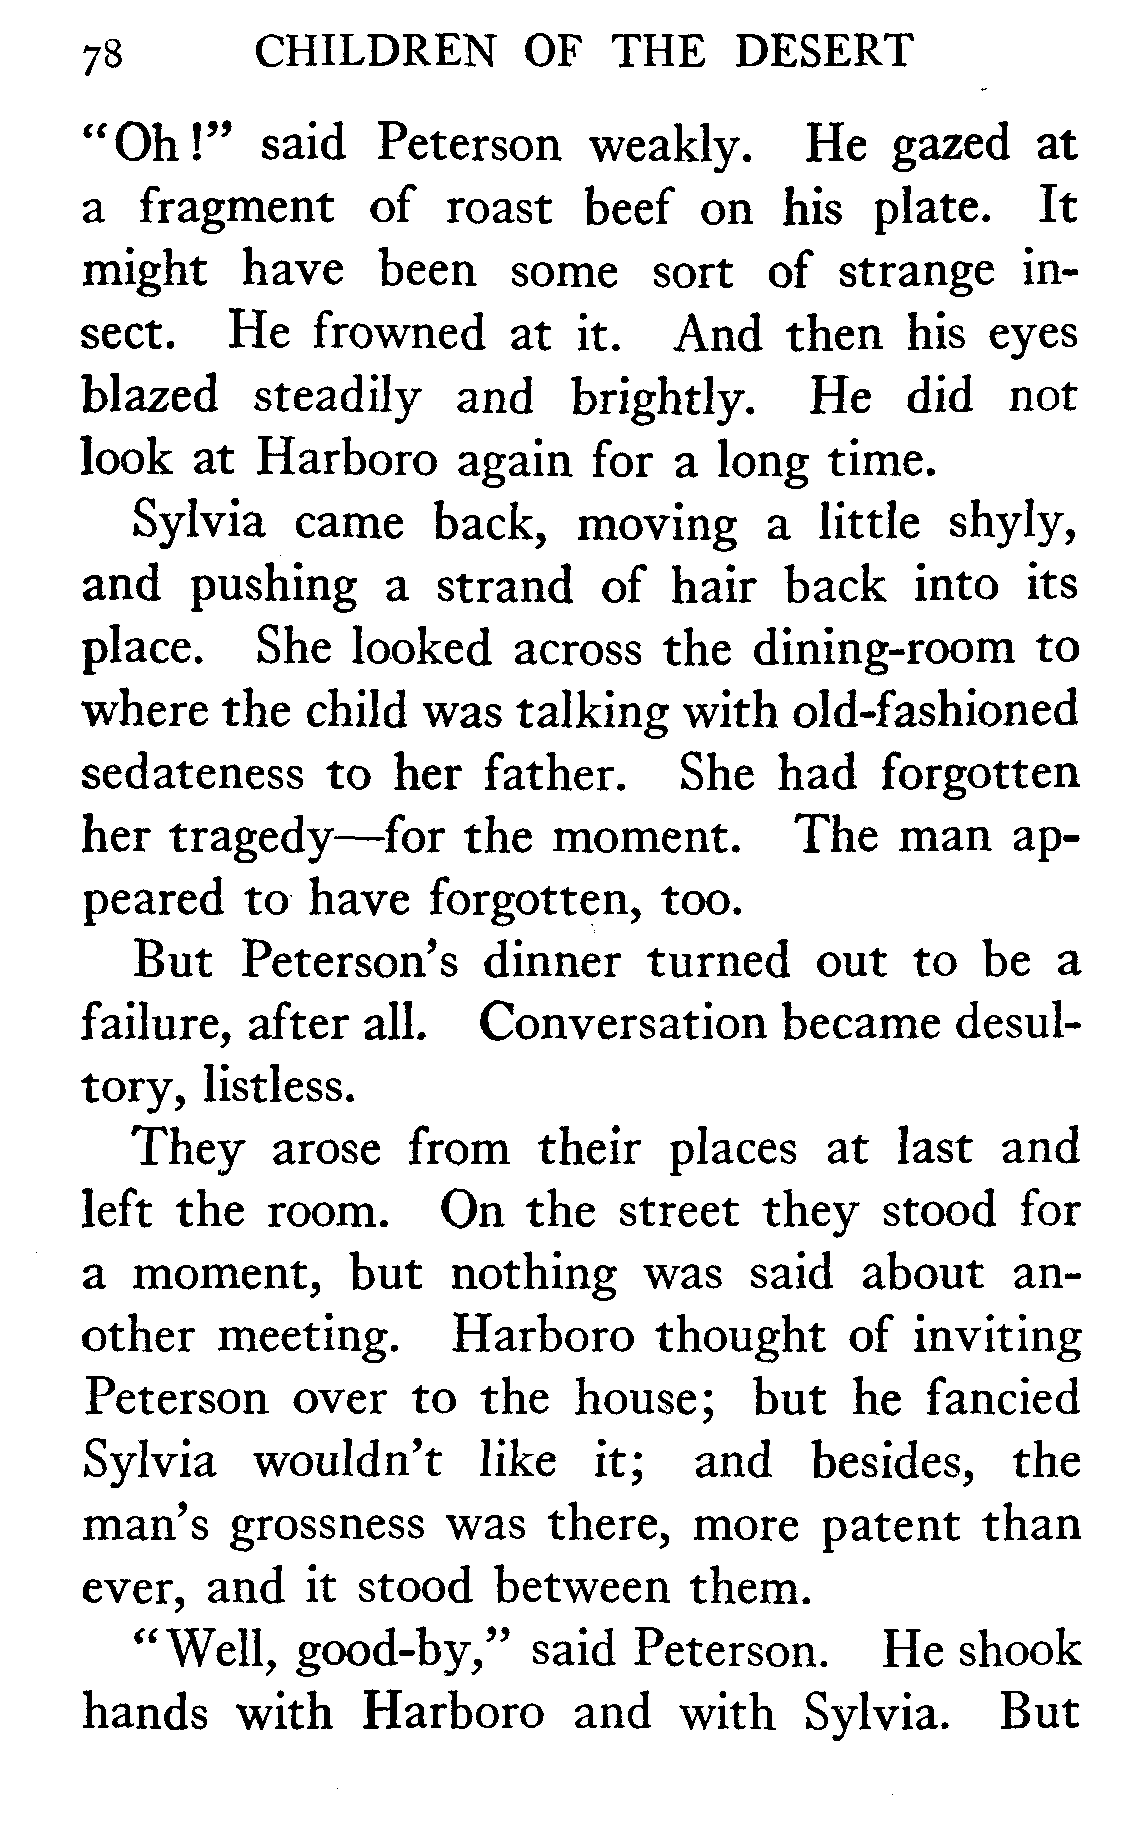 78 CHILDREN OF THE DESERT
"Oh!" said Peterson weakly. He gazed at
a fragment of roast beef on his plate. It
might have been some sort of strange in-
sect. He frowned at it. And then his eyes
blazed steadily and brightly. He did not
look at Harboro again for a long time.
Sylvia came back, moving a little shyly,
and pushing a strand of hair back into its
place. She looked across the dining-room to
where the child was talking with old-fashioned
sedateness to her father. She had forgotten
her tragedy—for the moment. The man ap-
peared to have forgotten, too.
But Peterson's dinner turned out to be a
failure, after all. Conversation became desul-
tory, listless.
They arose from their places at last and
left the room. On the street they stood for
a moment, but nothing was said about an-
other meeting. Harboro thought of inviting
Peterson over to the house; but he fancied
Sylvia wouldn't like it; and besides, the
man's grossness was there, more patent than
ever, and it stood between them.
"Well, good-by," said Peterson. He shook
hands with Harboro and with Sylvia. But